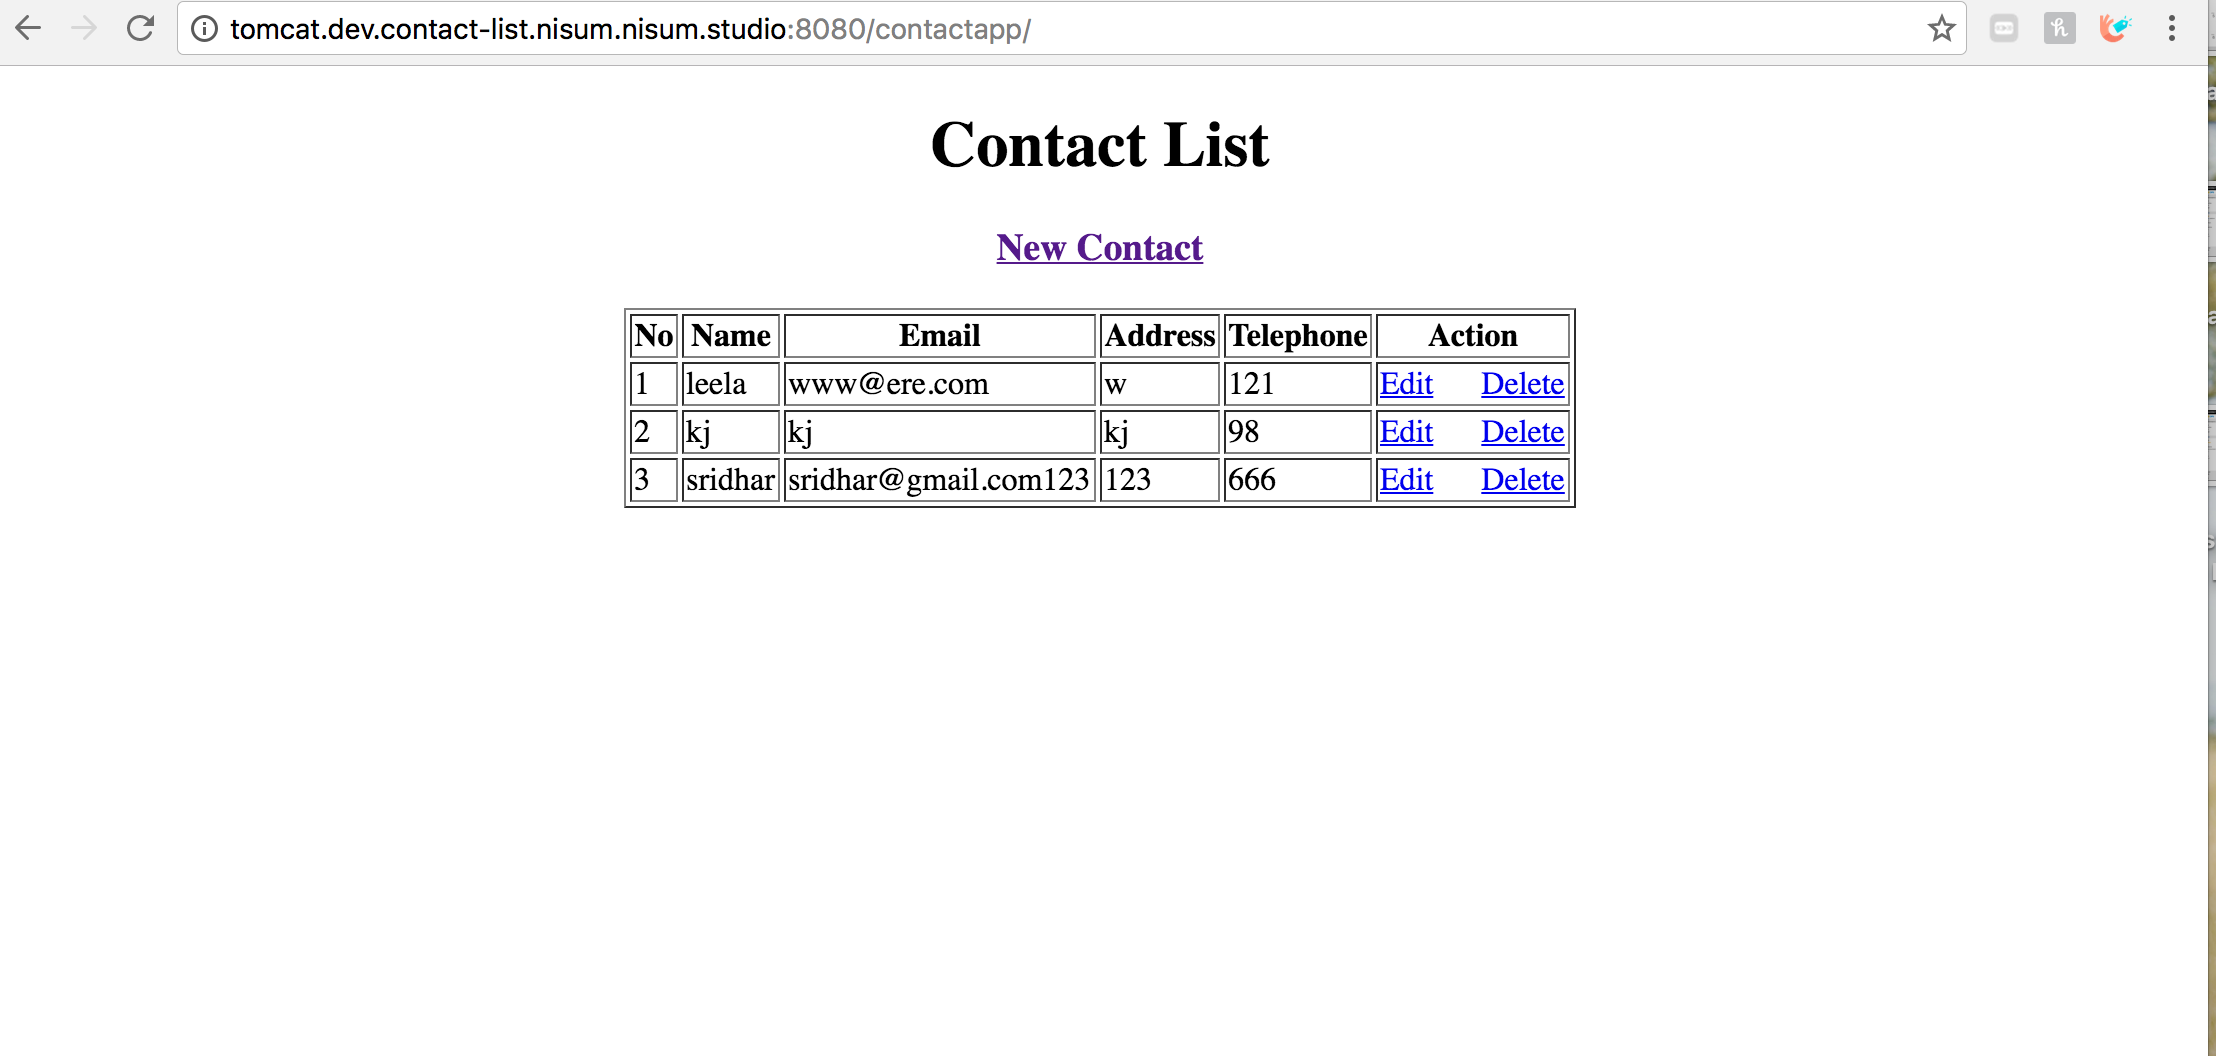 tomcat.dev.contact-list.nisum.nisum.studio:8080/contactapp/
Contact List
New Contact
No Name Email Address Telephone Action
1 leela www@ere.com w 121 Edit Delete
2 kj kj kj 98 Edit Delete
3 sridhar sridhar@gmail.com123 123 666 Edit Delete